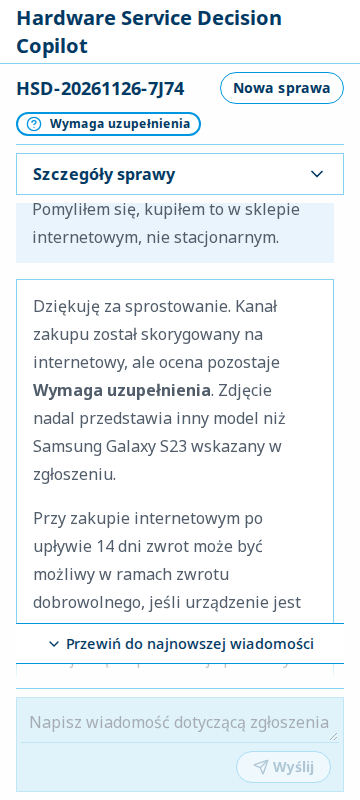 Hardware Service Decision
Copilot
HSD-20261126-7J74
Nowa sprawa
Wymaga uzupełnienia
Szczegóły sprawy
Pomyliłem się, kupiłem to w sklepie
internetowym, nie stacjonarnym.
Dziękuję za sprostowanie. Kanał
zakupu został skorygowany na
internetowy, ale ocena pozostaje
Wymaga uzupełnienia. Zdjęcie
nadal przedstawia inny model niż
Samsung Galaxy S23 wskazany w
zgłoszeniu.
Przy zakupie internetowym po
upływie 14 dni zwrot może być
możliwy w ramach zwrotu
dobrowolnego, jeśli urządzenie jest
Przewiń do najnowszej wiadomości
Napisz wiadomość dotyczącą zgłoszenia
Wyślij